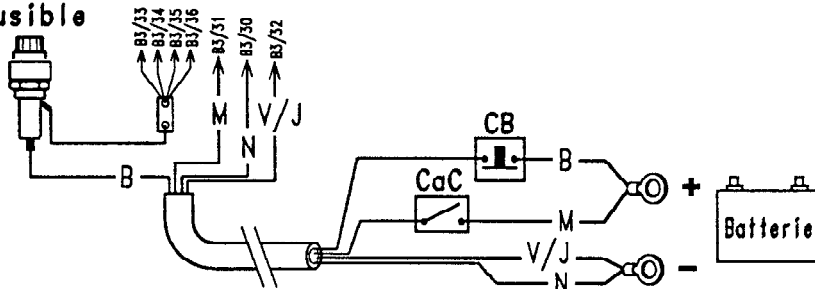 usible
B3/33
B3/34
B3/35
B3/36
B3/31
B3/30
B3/32
M
N
V/J
B
CB
B
CaC
M
V/J
N
+
-
Batterie